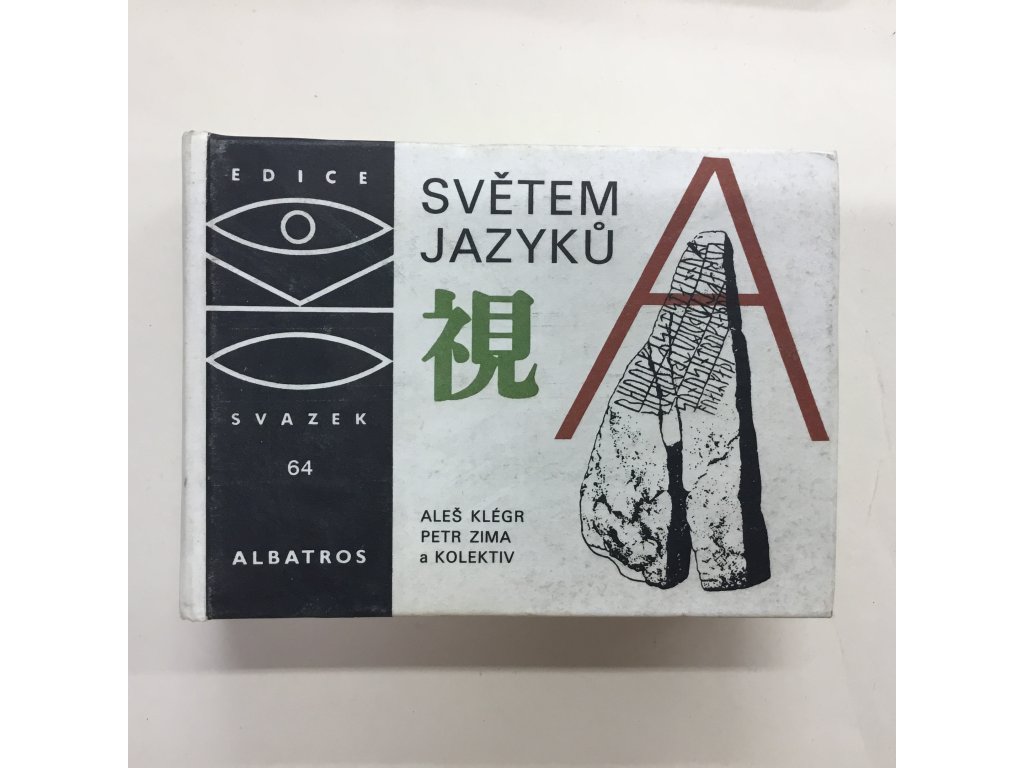 EDICE
SVAZEK
64
ALBATROS
SVĚTEM
JAZYKŮ
視
A
ALEŠ KLÉGR
PETR ZIMA
a KOLEKTIV